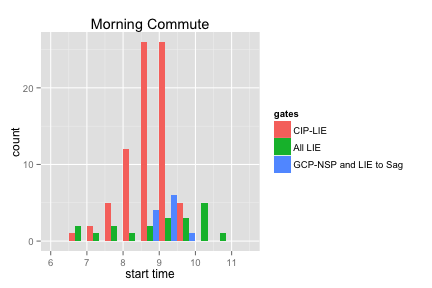 Morning Commute
count
20
10
0
6 7 8 9 10 11
start time
gates
CIP-LIE
All LIE
GCP-NSP and LIE to Sag